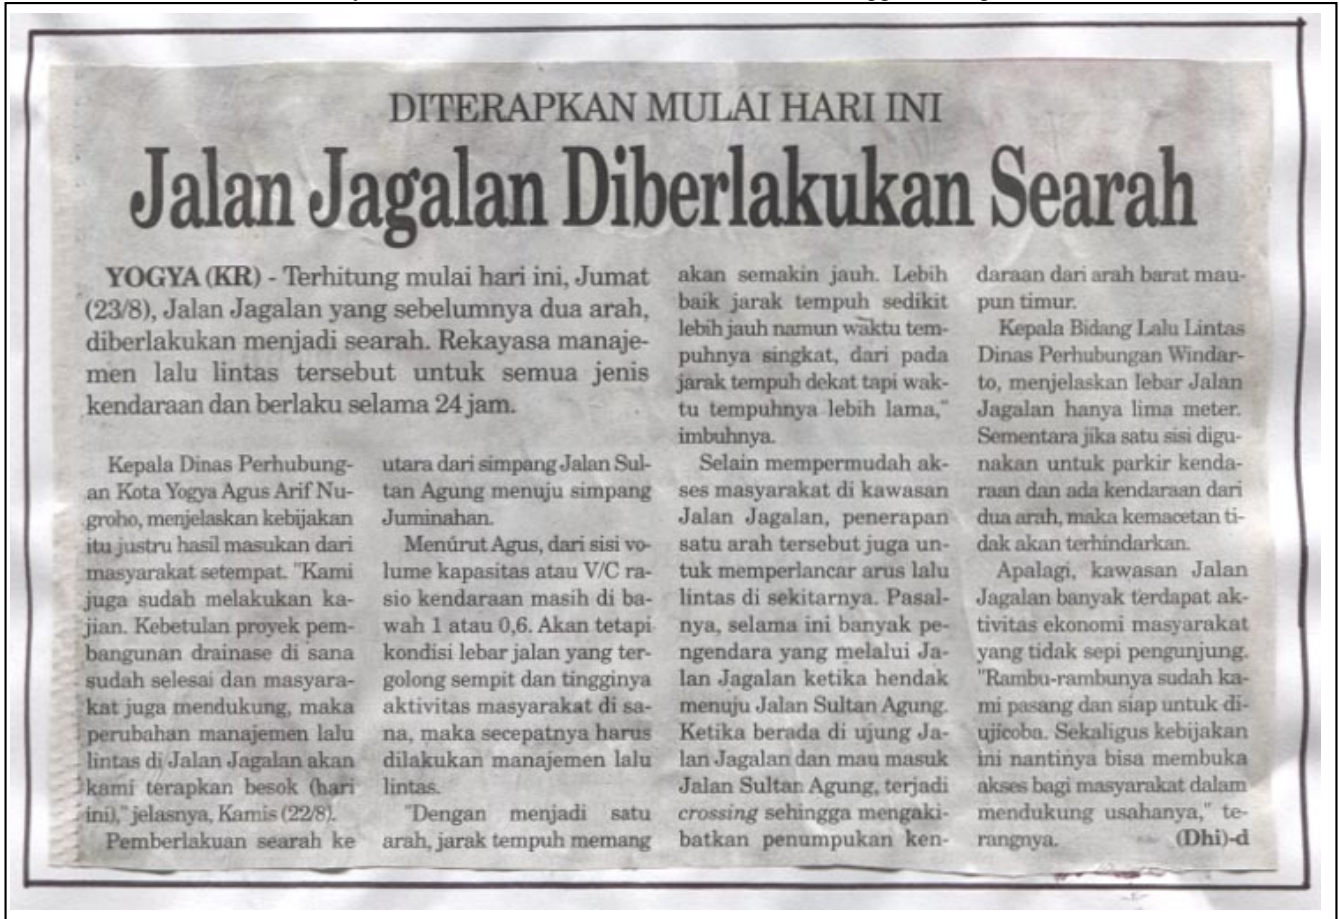 DITERAPKAN MULAI HARI INI
Jalan Jagalan Diberlakukan Searah
YOGYA (KR) - Terhitung mulai hari ini, Jumat
(23/8), Jalan Jagalan yang sebelumnya dua arah,
diberlakukan menjadi searah. Rekayasa manaje-
men lalu lintas tersebut untuk semua jenis
kendaraan dan berlaku selama 24 jam.
Kepala Dinas Perhubung-
an Kota Yogya Agus Arif Nu-
groho, menjelaskan kebijakan
itu justru hasil masukan dari
masyarakat setempat. "Kami
juga sudah melakukan ka-
jian. Kebetulan proyek pem-
bangunan drainase di sana
sudah selesai dan masyara-
kat juga mendukung, maka
perubahan manajemen lalu
lintas di Jalan Jagalan akan
kami terapkan besok (hari
ini)," jelasnya, Kamis (22/8).
Pemberlakuan searah ke
utara dari simpang Jalan Sul-
tan Agung menuju simpang
Juminahan.
Menurut Agus, dari sisi vo-
lume kapasitas atau V/C ra-
sio kendaraan masih di ba-
wah 1 atau 0,6. Akan tetapi
kondisi lebar jalan yang ter-
golong sempit dan tingginya
aktivitas masyarakat di sa-
na, maka secepatnya harus
dilakukan manajemen lalu
lintas.
"Dengan menjadi satu
arah, jarak tempuh memang
akan semakin jauh. Lebih
baik jarak tempuh sedikit
lebih jauh namun waktu tem-
puhnya singkat, dari pada
jarak tempuh dekat tapi wak-
tu tempuhnya lebih lama,"
imbuhnya.
Selain mempermudah ak-
ses masyarakat di kawasan
Jalan Jagalan, penerapan
satu arah tersebut juga un-
tuk memperlancar arus lalu
lintas di sekitarnya. Pasal-
nya, selama ini banyak pe-
ngendara yang melalui Ja-
lan Jagalan ketika hendak
menuju Jalan Sultan Agung.
Ketika berada di ujung Ja-
lan Jagalan dan mau masuk
Jalan Sultan Agung, terjadi
crossing sehingga mengaki-
batkan penumpukan ken-
daraan dari arah barat mau-
pun timur.
Kepala Bidang Lalu Lintas
Dinas Perhubungan Windar-
to, menjelaskan lebar Jalan
Jagalan hanya lima meter.
Sementara jika satu sisi digu-
nakan untuk parkir kenda-
raan dan ada kendaraan dari
dua arah, maka kemacetan ti-
dak akan terhindarkan.
Apalagi, kawasan Jalan
Jagalan banyak terdapat ak-
tivitas ekonomi masyarakat
yang tidak sepi pengunjung.
"Rambu-rambunya sudah ka-
mi pasang dan siap untuk di-
ujicoba. Sekaligus kebijakan
ini nantinya bisa membuka
akses bagi masyarakat dalam
mendukung usahanya," te-
rangnya. (Dhi)-d